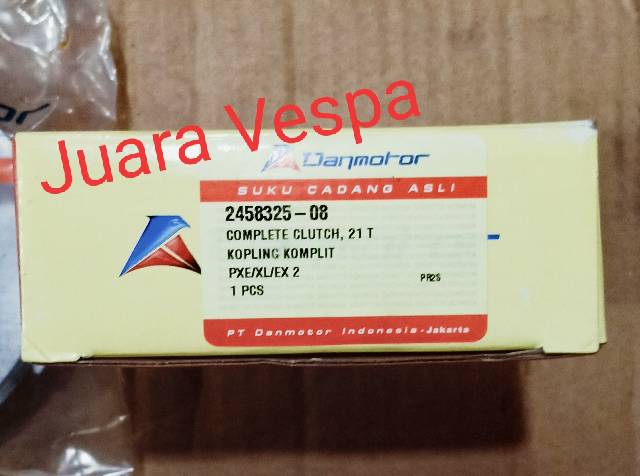 otor
Juara Vespa
Danmotor
SUKU CADANG ASLI
2458325-08
COMPLETE CLUTCH, 21 T
KOPLING KOMPLIT
PXE/XL/EX 2
PR2S
1 PCS
PT Danmotor Indonesia-Jakarta